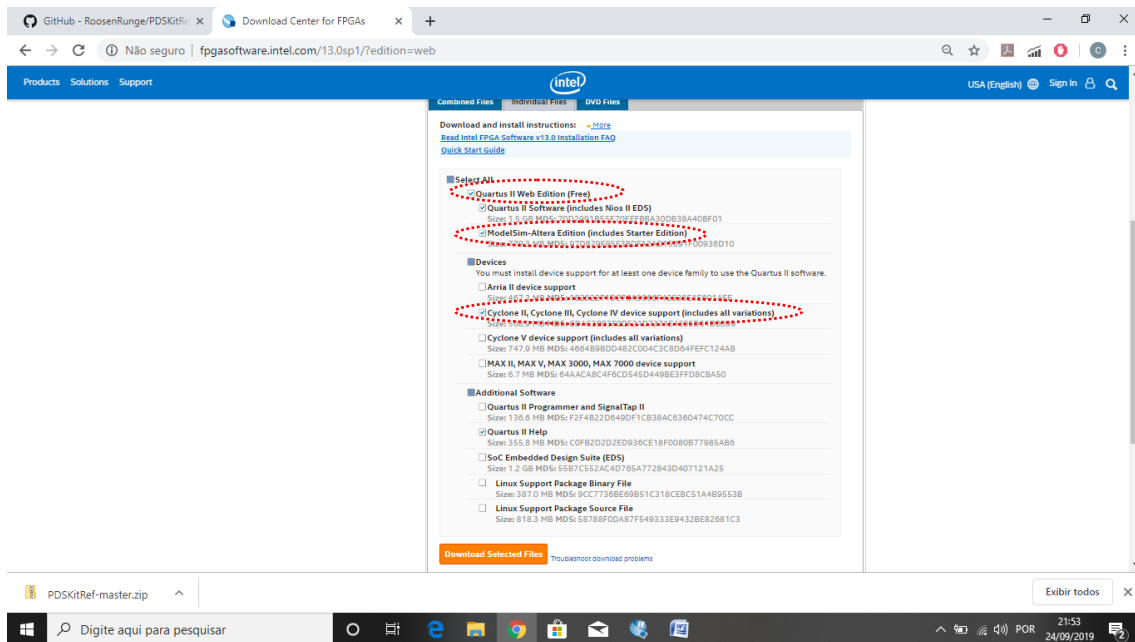 GitHub - RoosenRunge/PDSKitRe
Download Center for FPGAs
Não seguro | fpgasoftware.intel.com/13.0sp1/?edition=web
C
Products Solutions Support
intel
USA (English) Sign In
Combined Files Individual Files DVD Files
Download and install instructions: More
Read Intel FPGA Software v13.0 Installation FAQ
Quick Start Guide
Select All
Quartus II Web Edition (Free)
Quartus II Software (includes Nios II EDS)
Size: 1.5 GB MD5:
ModelSim-Altera Edition (includes Starter Edition)
MD5:
Devices
You must install device support for at least one device family to use the Quartus II software.
Arria II device support
Size: 467.3 MB MD5:
Cyclone II, Cyclone III, Cyclone IV device support (includes all variations)
Cyclone V device support (includes all variations)
Size: 747.9 MB MD5: 4664B9BDD482C004C3C8D64FEFC124AB
MAX II, MAX V, MAX 3000, MAX 7000 device support
Size: 6.7 MB MD5: 64AACA8C4F6CD545D449BE3FFD8CBA50
Additional Software
Quartus II Programmer and SignalTap II
Size: 136.6 MB MD5: F2F4B22D649DF1CB38AC6360474C70CC
Quartus II Help
Size: 355.8 MB MD5: C0FB2D2D2ED936CE18F0080B77985AB6
SoC Embedded Design Suite (EDS)
Size: 1.2 GB MD5: 55B7C552AC4D765A772843D407121A25
Linux Support Package Binary File
Size: 387.0 MB MD5: 9CC7736BE69B51C318CEBC51A4B9553B
Linux Support Package Source File
Size: 818.3 MB MD5: 58788F0DA87F549333E9432BE82681C3
Download Selected Files Troubleshoot download problems
PDSKitRef-master.zip
Exibir todos
Digite aqui para pesquisar
POR
21:53
24/09/2019
2